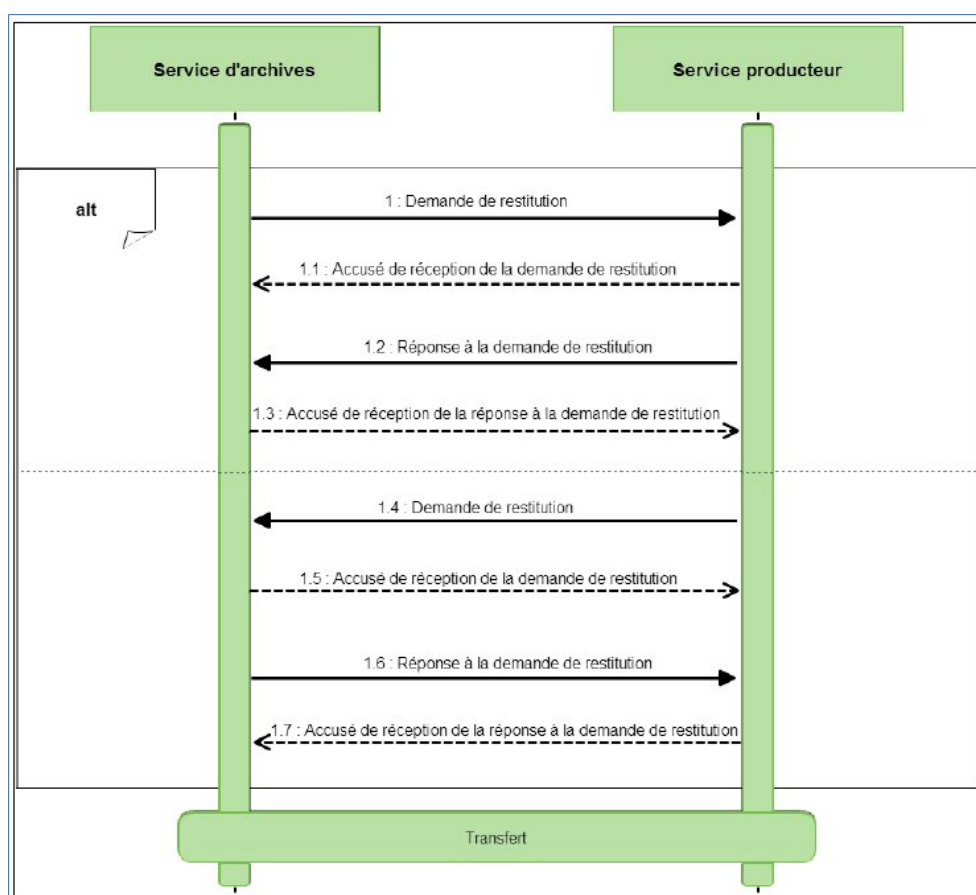 Service d'archives
Service producteur
alt
1 : Demande de restitution
1.1 : Accusé de réception de la demande de restitution
1.2 : Réponse à la demande de restitution
1.3 : Accusé de réception de la réponse à la demande de restitution
1.4 : Demande de restitution
1.5 : Accusé de réception de la demande de restitution
1.6 : Réponse à la demande de restitution
1.7 : Accusé de réception de la réponse à la demande de restitution
Transfert